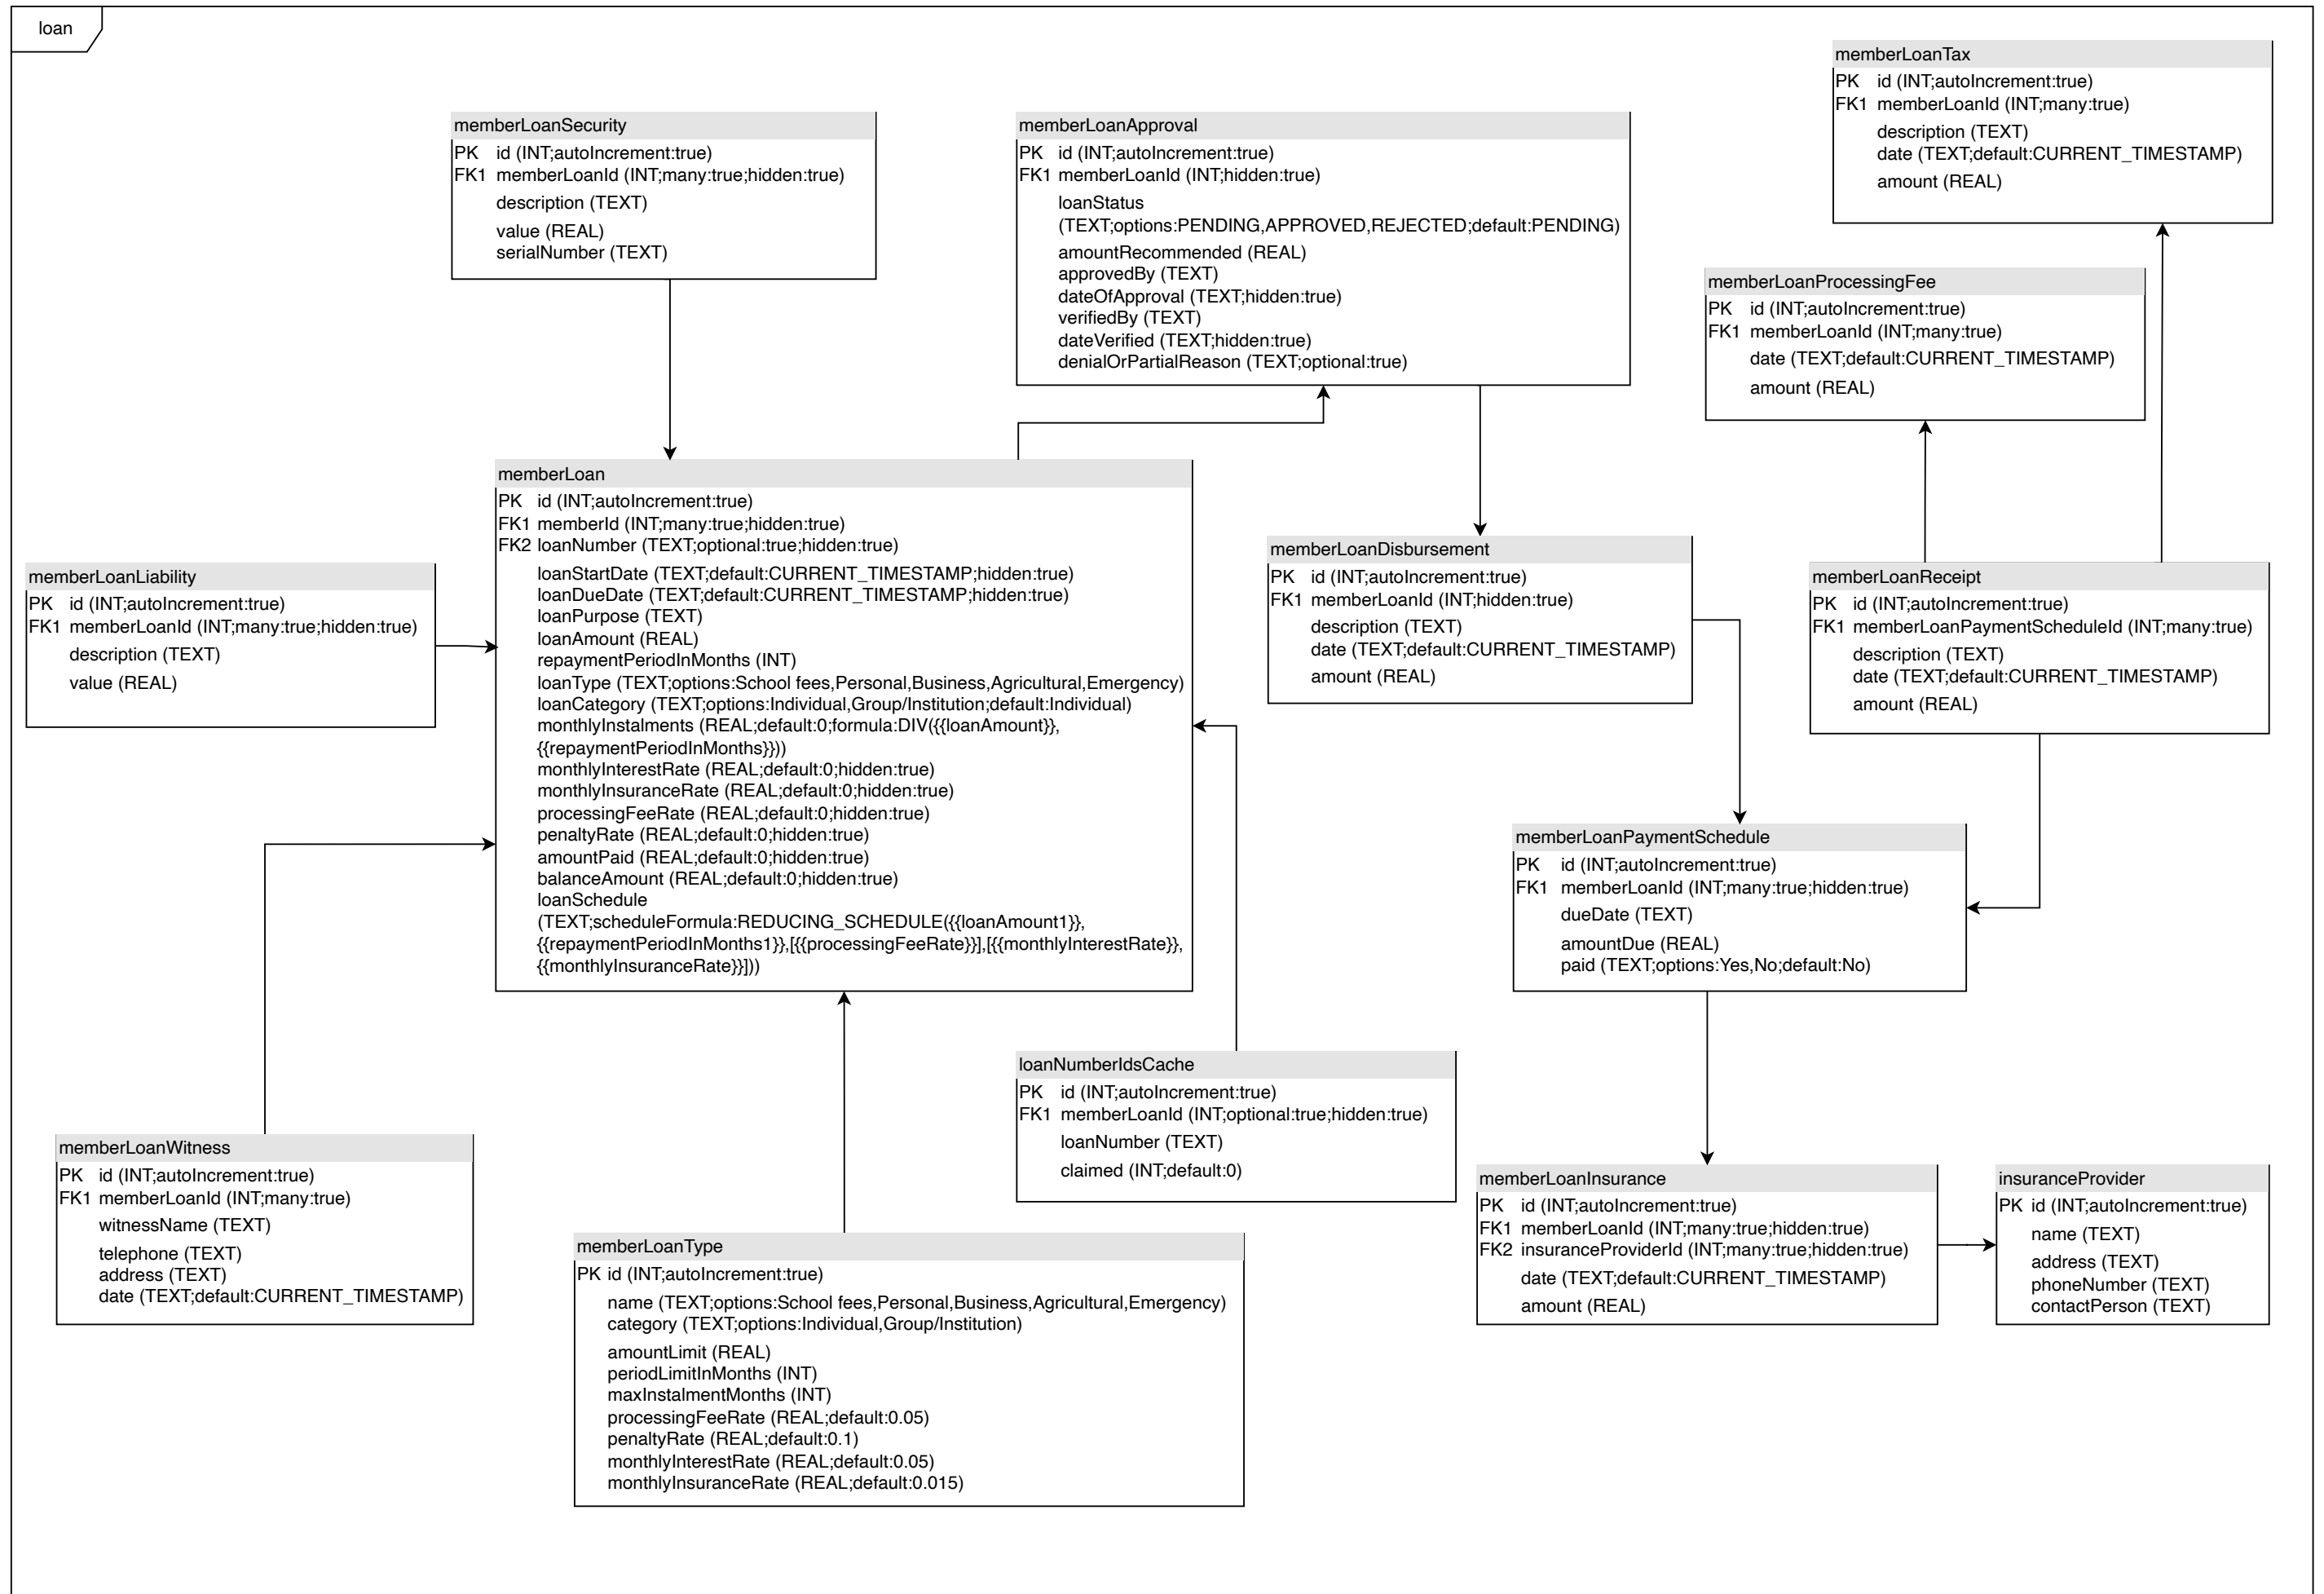 loan
memberLoanTax
PK id (INT;autoIncrement:true)
FK1 memberLoanId (INT;many:true)
description (TEXT)
date (TEXT;default:CURRENT_TIMESTAMP)
amount (REAL)
memberLoanSecurity
PK id (INT;autoIncrement:true)
FK1 memberLoanId (INT;many:true;hidden:true)
description (TEXT)
value (REAL)
serialNumber (TEXT)
memberLoanApproval
PK id (INT;autoIncrement:true)
FK1 memberLoanId (INT;hidden:true)
loanStatus
(TEXT;options:PENDING,APPROVED,REJECTED;default:PENDING)
amountRecommended (REAL)
approvedBy (TEXT)
dateOfApproval (TEXT;hidden:true)
verifiedBy (TEXT)
dateVerified (TEXT;hidden:true)
denialOrPartialReason (TEXT;optional:true)
memberLoanProcessingFee
PK id (INT;autoIncrement:true)
FK1 memberLoanId (INT;many:true)
date (TEXT;default:CURRENT_TIMESTAMP)
amount (REAL)
memberLoan
PK id (INT;autoIncrement:true)
FK1 memberId (INT;many:true;hidden:true)
FK2 loanNumber (TEXT;optional:true;hidden:true)
loanStartDate (TEXT;default:CURRENT_TIMESTAMP;hidden:true)
loanDueDate (TEXT;default:CURRENT_TIMESTAMP;hidden:true)
loanPurpose (TEXT)
loanAmount (REAL)
repaymentPeriodInMonths (INT)
loanType (TEXT;options:School fees,Personal,Business,Agricultural,Emergency)
loanCategory (TEXT;options:Individual,Group/Institution;default:Individual)
monthlyInstalments (REAL;default:0;formula:DIV({{loanAmount}},
{{repaymentPeriodInMonths}}))
monthlyInterestRate (REAL;default:0;hidden:true)
monthlyInsuranceRate (REAL;default:0;hidden:true)
processingFeeRate (REAL;default:0;hidden:true)
penaltyRate (REAL;default:0;hidden:true)
amountPaid (REAL;default:0;hidden:true)
balanceAmount (REAL;default:0;hidden:true)
loanSchedule
(TEXT;scheduleFormula:REDUCING_SCHEDULE({{loanAmount1}},
{{repaymentPeriodInMonths1}},[{{processingFeeRate}}],[{{monthlyInterestRate}},
{{monthlyInsuranceRate}}]))
memberLoanLiability
PK id (INT;autoIncrement:true)
FK1 memberLoanId (INT;many:true;hidden:true)
description (TEXT)
value (REAL)
memberLoanDisbursement
PK id (INT;autoIncrement:true)
FK1 memberLoanId (INT;hidden:true)
description (TEXT)
date (TEXT;default:CURRENT_TIMESTAMP)
amount (REAL)
memberLoanReceipt
PK id (INT;autoIncrement:true)
FK1 memberLoanPaymentScheduleId (INT;many:true)
description (TEXT)
date (TEXT;default:CURRENT_TIMESTAMP)
amount (REAL)
memberLoanPaymentSchedule
PK id (INT;autoIncrement:true)
FK1 memberLoanId (INT;many:true;hidden:true)
dueDate (TEXT)
amountDue (REAL)
paid (TEXT;options:Yes,No;default:No)
loanNumberIdsCache
PK id (INT;autoIncrement:true)
FK1 memberLoanId (INT;optional:true;hidden:true)
loanNumber (TEXT)
claimed (INT;default:0)
memberLoanWitness
PK id (INT;autoIncrement:true)
FK1 memberLoanId (INT;many:true)
witnessName (TEXT)
telephone (TEXT)
address (TEXT)
date (TEXT;default:CURRENT_TIMESTAMP)
memberLoanInsurance
PK id (INT;autoIncrement:true)
FK1 memberLoanId (INT;many:true;hidden:true)
FK2 insuranceProviderId (INT;many:true;hidden:true)
date (TEXT;default:CURRENT_TIMESTAMP)
amount (REAL)
insuranceProvider
PK id (INT;autoIncrement:true)
name (TEXT)
address (TEXT)
phoneNumber (TEXT)
contactPerson (TEXT)
memberLoanType
PK id (INT;autoIncrement:true)
name (TEXT;options:School fees,Personal,Business,Agricultural,Emergency)
category (TEXT;options:Individual,Group/Institution)
amountLimit (REAL)
periodLimitInMonths (INT)
maxInstalmentMonths (INT)
processingFeeRate (REAL;default:0.05)
penaltyRate (REAL;default:0.1)
monthlyInterestRate (REAL;default:0.05)
monthlyInsuranceRate (REAL;default:0.015)